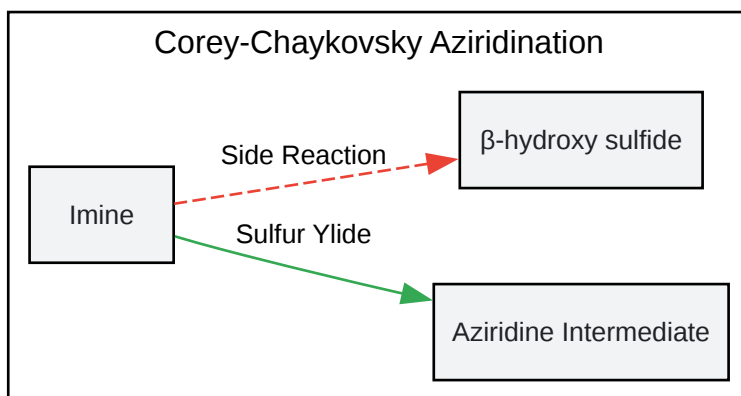 Corey-Chaykovsky Aziridination
Side Reaction
β-hydroxy sulfide
Imine
Sulfur Ylide
Aziridine Intermediate